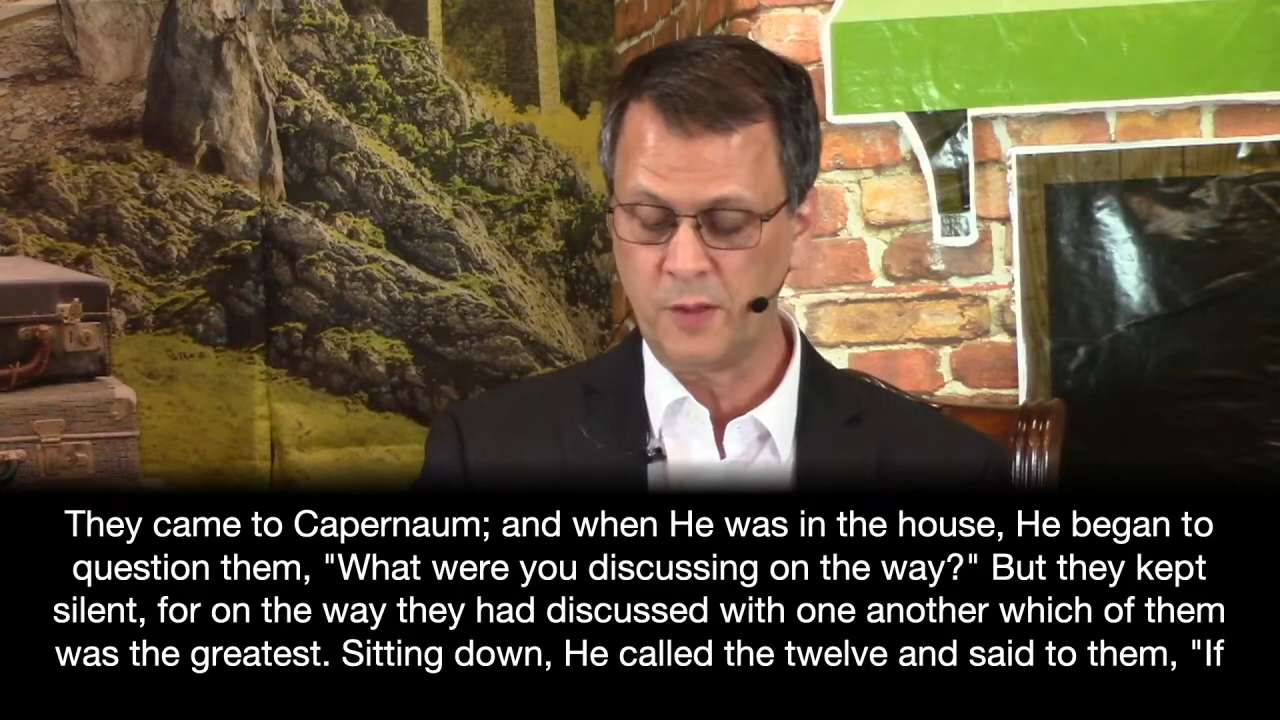 They came to Capernaum; and when He was in the house, He began to
question them, "What were you discussing on the way?" But they kept
silent, for on the way they had discussed with one another which of them
was the greatest. Sitting down, He called the twelve and said to them, "If